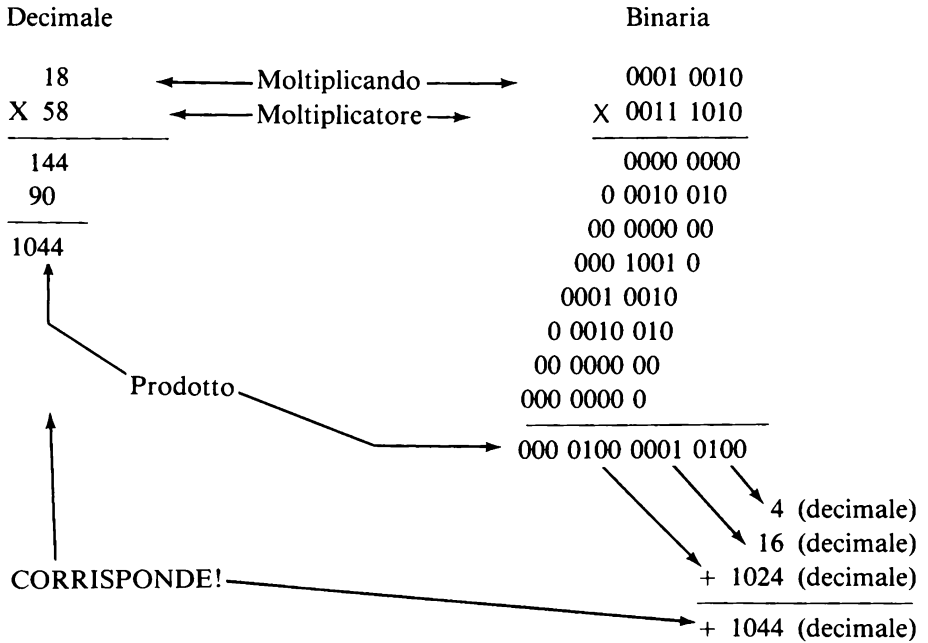 Decimale Binaria
18 Moltiplicando 0001 0010
X 58 Moltiplicatore X 0011 1010
144 0000 0000
90 0 0010 010
1044 00 0000 00
000 1001 0
0001 0010
0 0010 010
00 0000 00
Prodotto
000 0000 0
000 0100 0001 0100
4 (decimale)
16 (decimale)
CORRISPONDE! + 1024 (decimale)
+ 1044 (decimale)